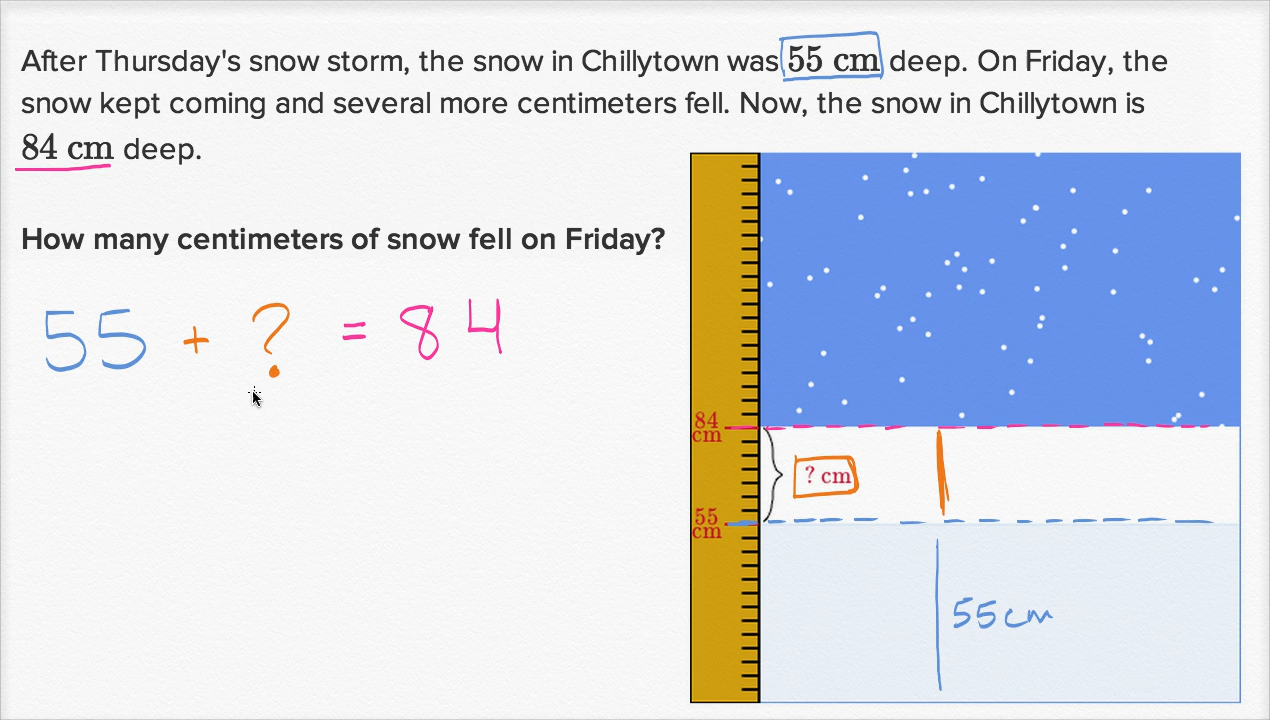 After Thursday's snow storm, the snow in Chillytown was 55 cm deep. On Friday, the
snow kept coming and several more centimeters fell. Now, the snow in Chillytown is
84 cm deep.
How many centimeters of snow fell on Friday?
55 + ? = 84
84
cm
? cm
55
cm
55 cm